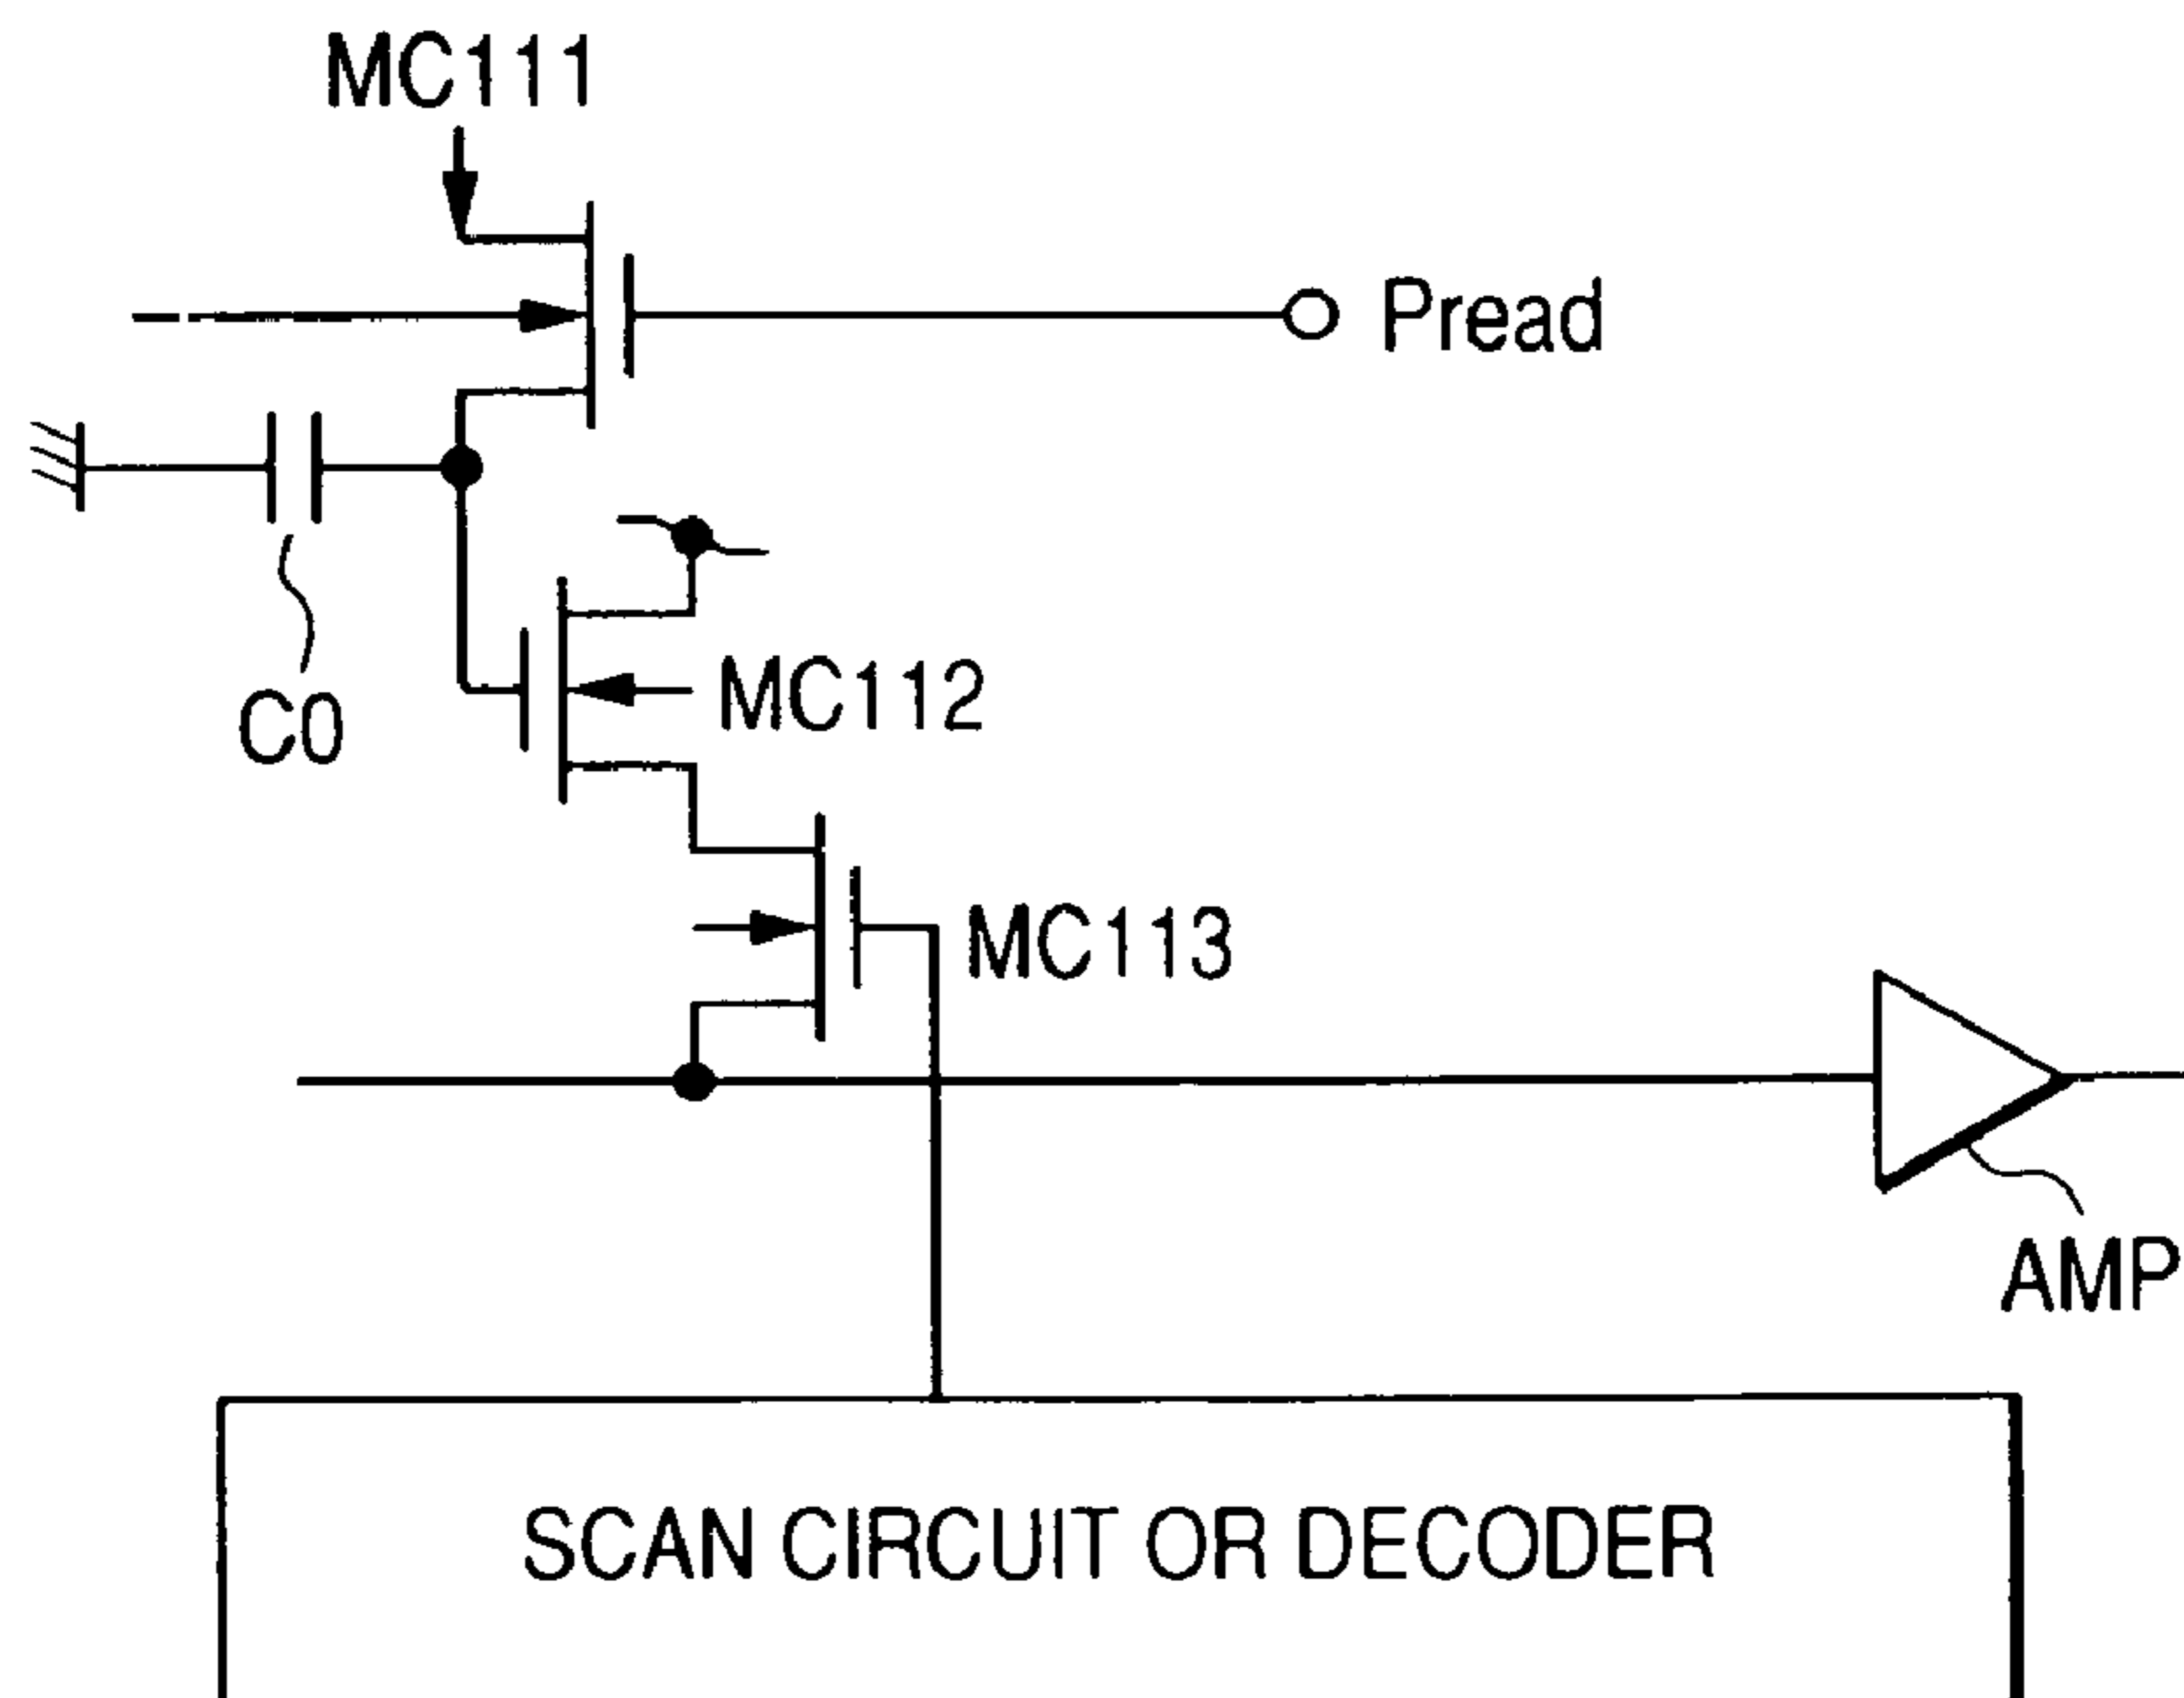 MC111
Pread
C0
MC112
MC113
AMP
SCAN CIRCUIT OR DECODER